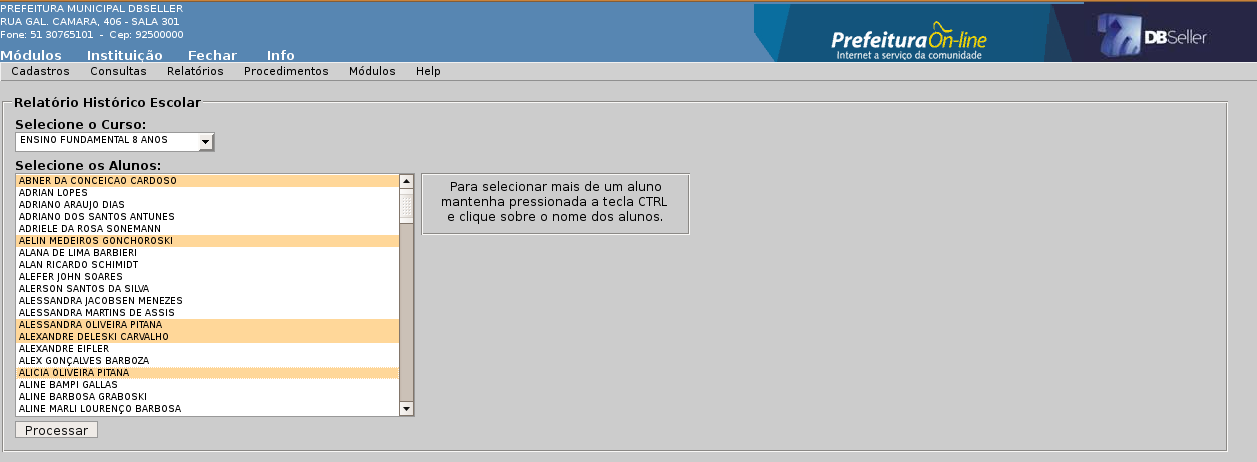 PREFEITURA MUNICIPAL DBSELLER
RUA GAL. CAMARA, 406 - SALA 301
Fone: 51 30765101 - Cep: 92500000
Prefeitura On-line
Internet a serviço da comunidade
DBSeller
Módulos Instituição Fechar Info
Cadastros Consultas Relatórios Procedimentos Módulos Help
Relatório Histórico Escolar
Selecione o Curso:
ENSINO FUNDAMENTAL 8 ANOS
Selecione os Alunos:
ABNER DA CONCEICAO CARDOSO
ADRIAN LOPES
ADRIANO ARAUJO DIAS
ADRIANO DOS SANTOS ANTUNES
ADRIELE DA ROSA SONEMANN
AELIN MEDEIROS GONCHOROSKI
ALANA DE LIMA BARBIERI
ALAN RICARDO SCHIMIDT
ALEFER JOHN SOARES
ALERSON SANTOS DA SILVA
ALESSANDRA JACOBSEN MENEZES
ALESSANDRA MARTINS DE ASSIS
ALESSANDRA OLIVEIRA PITANA
ALEXANDRE DELESKI CARVALHO
ALEXANDRE EIFLER
ALEX GONÇALVES BARBOZA
ALICIA OLIVEIRA PITANA
ALINE BAMPI GALLAS
ALINE BARBOSA GRABOSKI
ALINE MARLI LOURENÇO BARBOSA
Para selecionar mais de um aluno
mantenha pressionada a tecla CTRL
e clique sobre o nome dos alunos.
Processar